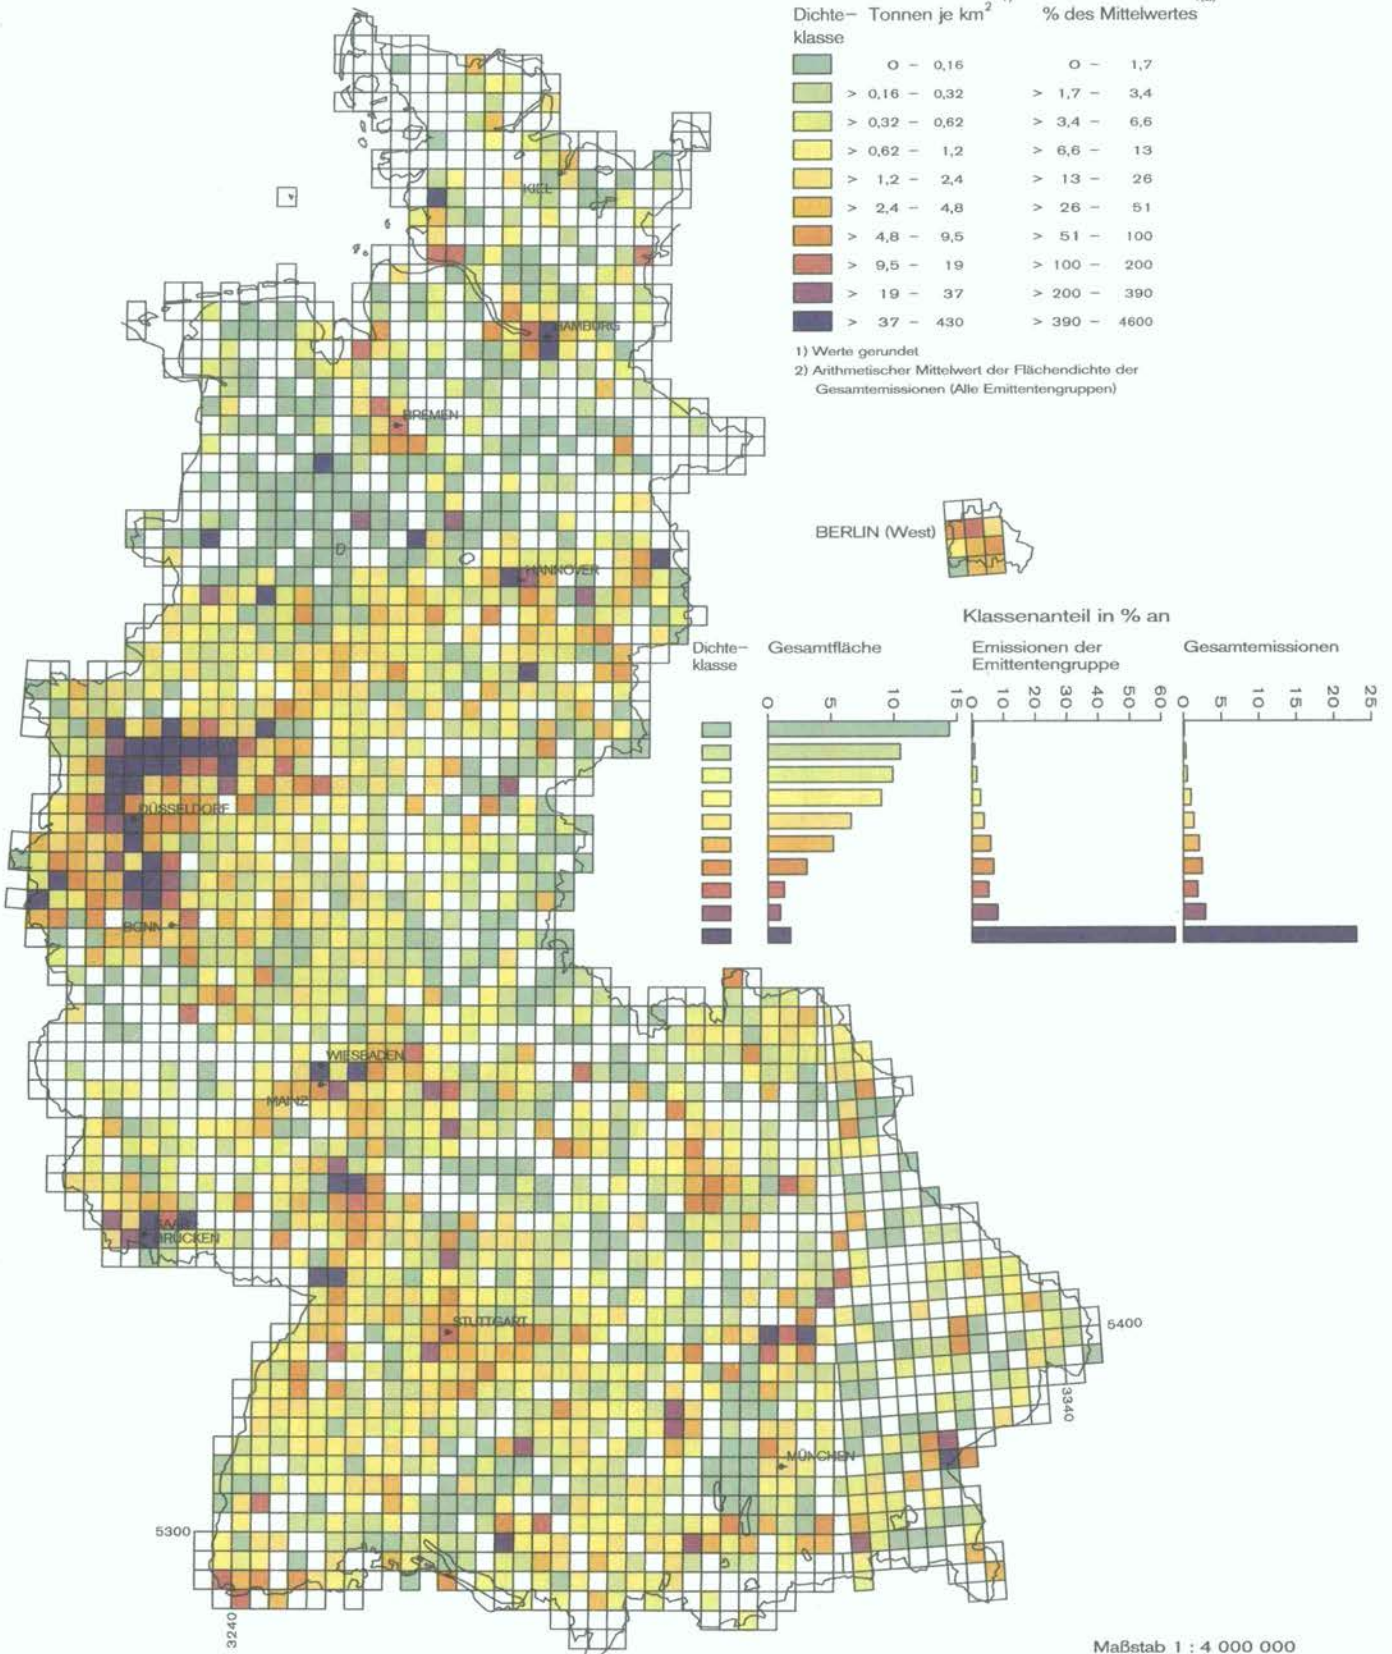 Dichte- Tonnen je km² % des Mittelwertes
klasse
0 - 0,16 0 - 1,7
> 0,16 - 0,32 > 1,7 - 3,4
> 0,32 - 0,62 > 3,4 - 6,6
> 0,62 - 1,2 > 6,6 - 13
> 1,2 - 2,4 > 13 - 26
> 2,4 - 4,8 > 26 - 51
> 4,8 - 9,5 > 51 - 100
> 9,5 - 19 > 100 - 200
> 19 - 37 > 200 - 390
> 37 - 430 > 390 - 4600
1) Werte gerundet
2) Arithmetischer Mittelwert der Flächendichte der
Gesamtemissionen (Alle Emittentengruppen)
KIEL
HAMBURG
BREMEN
BERLIN (West)
HANNOVER
Klassenanteil in % an
Dichte- Gesamtfläche Emissionen der Gesamtemissionen
klasse Emittentengruppe
0 5 10 15 0 10 20 30 40 50 60 0 5 10 15 20 25
DÜSSELDORF
BONN
WIESBADEN
MAINZ
SAAR-
BRÜCKEN
STUTTGART
5400
3340
MÜNCHEN
5300
3240
Maßstab 1 : 4 000 000